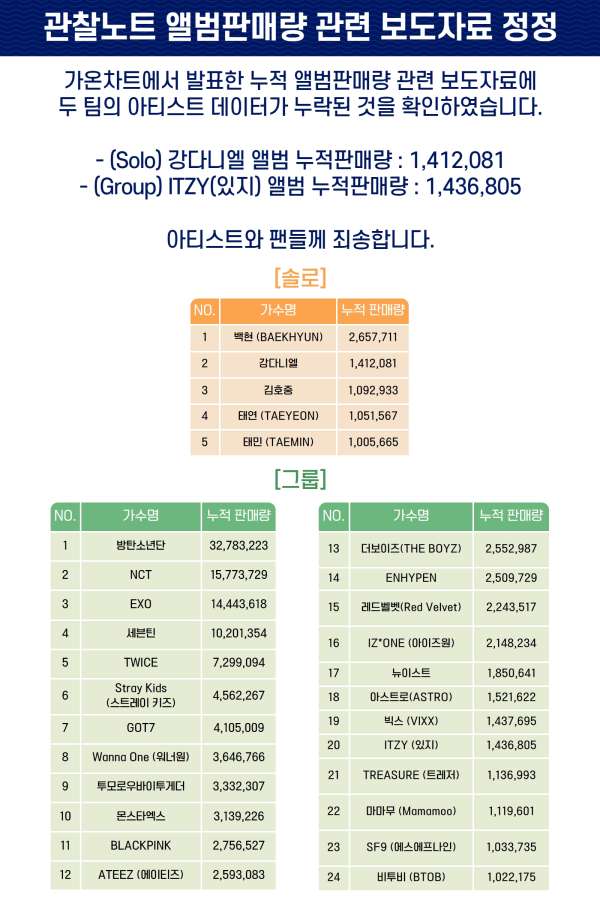 관찰노트 앨범판매량 관련 보도자료 정정
가온차트에서 발표한 누적 앨범판매량 관련 보도자료에
두 팀의 아티스트 데이터가 누락된 것을 확인하였습니다.
- (Solo) 강다니엘 앨범 누적판매량 : 1,412,081
- (Group) ITZY(있지) 앨범 누적판매량 : 1,436,805
아티스트와 팬들께 죄송합니다.
[솔로]
NO. 가수명 누적 판매량
1 백현 (BAEKHYUN) 2,657,711
2 강다니엘 1,412,081
3 김호중 1,092,933
4 태연 (TAEYEON) 1,051,567
5 태민 (TAEMIN) 1,005,665
[그룹]
NO. 가수명 누적 판매량
1 방탄소년단 32,783,223
2 NCT 15,773,729
3 EXO 14,443,618
4 세븐틴 10,201,354
5 TWICE 7,299,094
6 Stray Kids
(스트레이 키즈) 4,562,267
7 GOT7 4,105,009
8 Wanna One (워너원) 3,646,766
9 투모로우바이투게더 3,332,307
10 몬스타엑스 3,139,226
11 BLACKPINK 2,756,527
12 ATEEZ (에이티즈) 2,593,083
NO. 가수명 누적 판매량
13 더보이즈(THE BOYZ) 2,552,987
14 ENHYPEN 2,509,729
15 레드벨벳(Red Velvet) 2,243,517
16 IZ*ONE (아이즈원) 2,148,234
17 뉴이스트 1,850,641
18 아스트로(ASTRO) 1,521,622
19 빅스 (VIXX) 1,437,695
20 ITZY (있지) 1,436,805
21 TREASURE (트레저) 1,136,993
22 마마무 (Mamamoo) 1,119,601
23 SF9 (에스에프나인) 1,033,735
24 비투비 (BTOB) 1,022,175